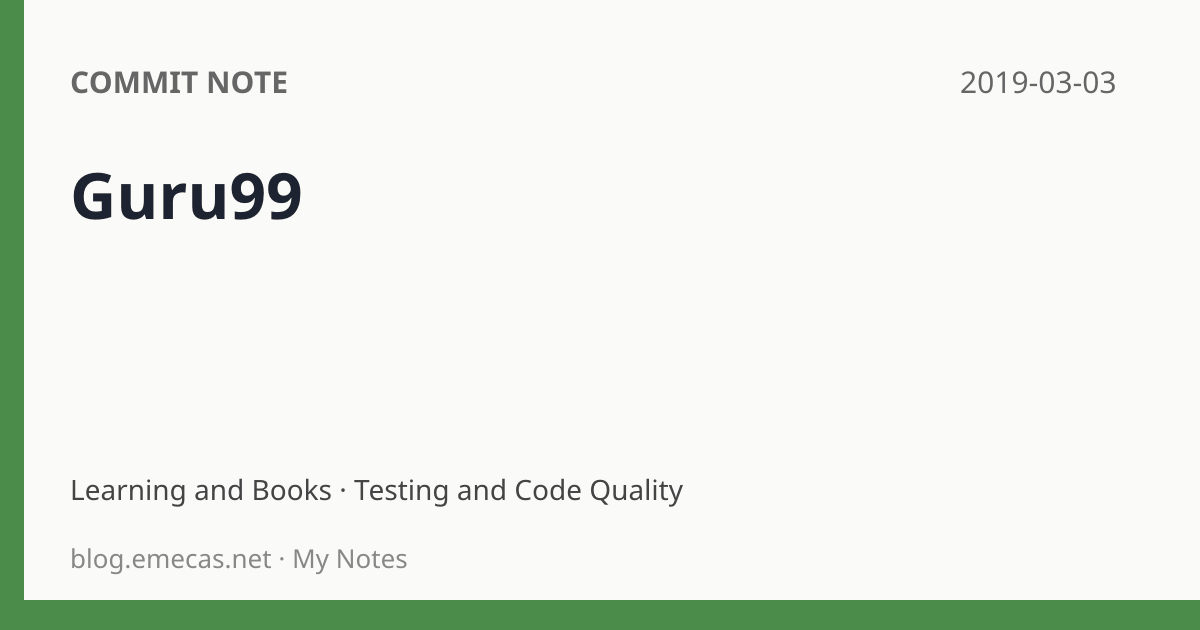 COMMIT NOTE
2019-03-03
Guru99
Learning and Books · Testing and Code Quality
blog.emecas.net · My Notes